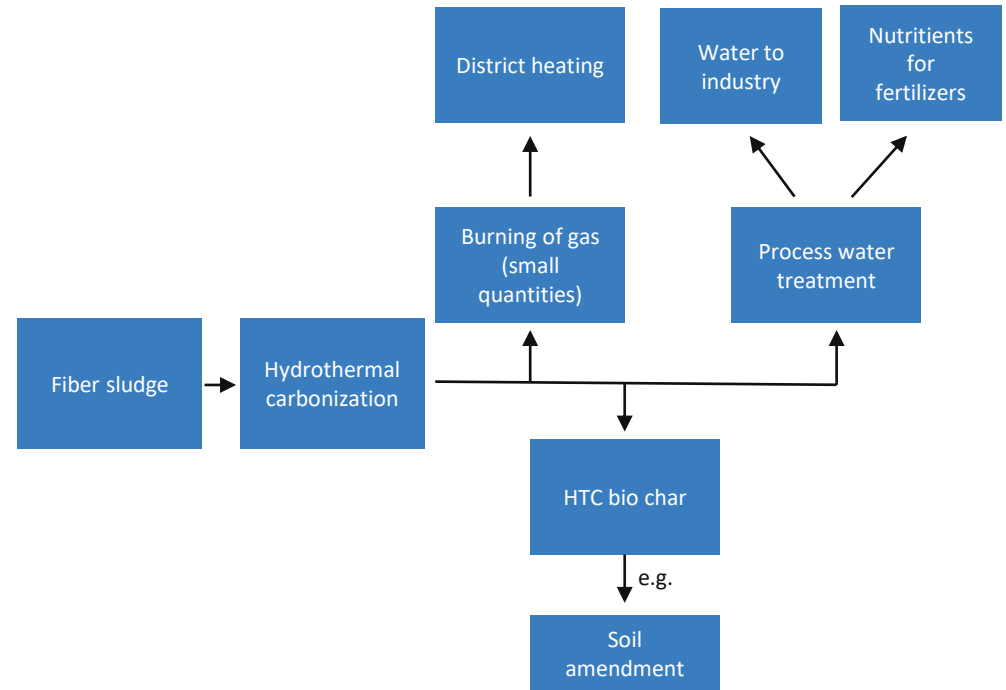 District heating
Water to
industry
Nutritients
for
fertilizers
Burning of gas
(small
quantities)
Process water
treatment
Fiber sludge
Hydrothermal
carbonization
HTC bio char
e.g.
Soil
amendment